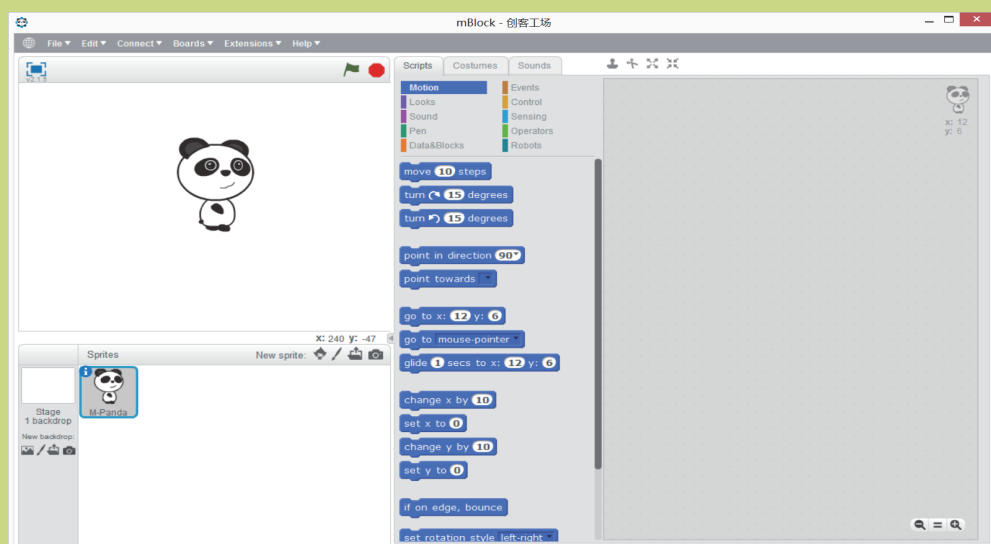 mBlock - 创客工场
File▼ Edit▼ Connect▼ Boards▼ Extensions▼ Help▼
v2.1.5
Scripts Costumes Sounds
Motion Events
Looks Control
Sound Sensing
Pen Operators
Data&Blocks Robots
x: 12
y: 6
move 10 steps
turn 15 degrees
turn 15 degrees
point in direction 90▼
point towards
go to x: 12 y: 6
go to mouse-pointer
glide 1 secs to x: 12 y: 6
change x by 10
set x to 0
change y by 10
set y to 0
if on edge, bounce
set rotation style left-right
x: 240 y: -47
Sprites New sprite:
M-Panda
Stage
1 backdrop
New backdrop: